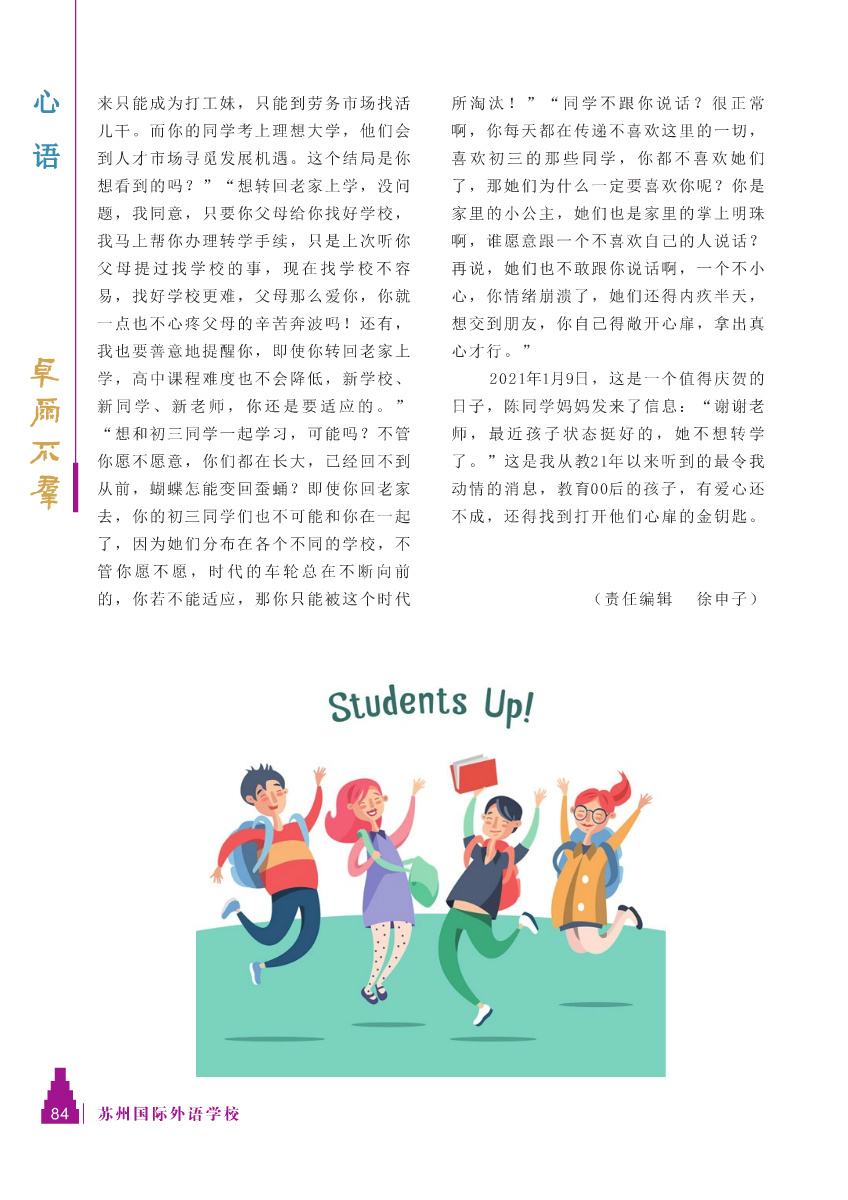 心
语
卓尔不群
来只能成为打工妹，只能到劳务市场找活
儿干。而你的同学考上理想大学，他们会
到人才市场寻觅发展机遇。这个结局是你
想看到的吗？”“想转回老家上学，没问
题，我同意，只要你父母给你找好学校，
我马上帮你办理转学手续，只是上次听你
父母提过找学校的事，现在找学校不容
易，找好学校更难，父母那么爱你，你就
一点也不心疼父母的辛苦奔波吗！还有，
我也要善意地提醒你，即使你转回老家上
学，高中课程难度也不会降低，新学校、
新同学、新老师，你还是要适应的。”
“想和初三同学一起学习，可能吗？不管
你愿不愿意，你们都在长大，已经回不到
从前，蝴蝶怎能变回蚕蛹？即使你回老家
去，你的初三同学们也不可能和你在一起
了，因为她们分布在各个不同的学校，不
管你愿不愿，时代的车轮总在不断向前
的，你若不能适应，那你只能被这个时代
所淘汰！”“同学不跟你说话？很正常
啊，你每天都在传递不喜欢这里的一切，
喜欢初三的那些同学，你都不喜欢她们
了，那她们为什么一定要喜欢你呢？你是
家里的小公主，她们也是家里的掌上明珠
啊，谁愿意跟一个不喜欢自己的人说话？
再说，她们也不敢跟你说话啊，一个不小
心，你情绪崩溃了，她们还得内疚半天，
想交到朋友，你自己得敞开心扉，拿出真
心才行。”
2021年1月9日，这是一个值得庆贺的
日子，陈同学妈妈发来了信息：“谢谢老
师，最近孩子状态挺好的，她不想转学
了。”这是我从教21年以来听到的最令我
动情的消息，教育00后的孩子，有爱心还
不成，还得找到打开他们心扉的金钥匙。
（责任编辑 徐申子）
Students Up!
84
苏州国际外语学校